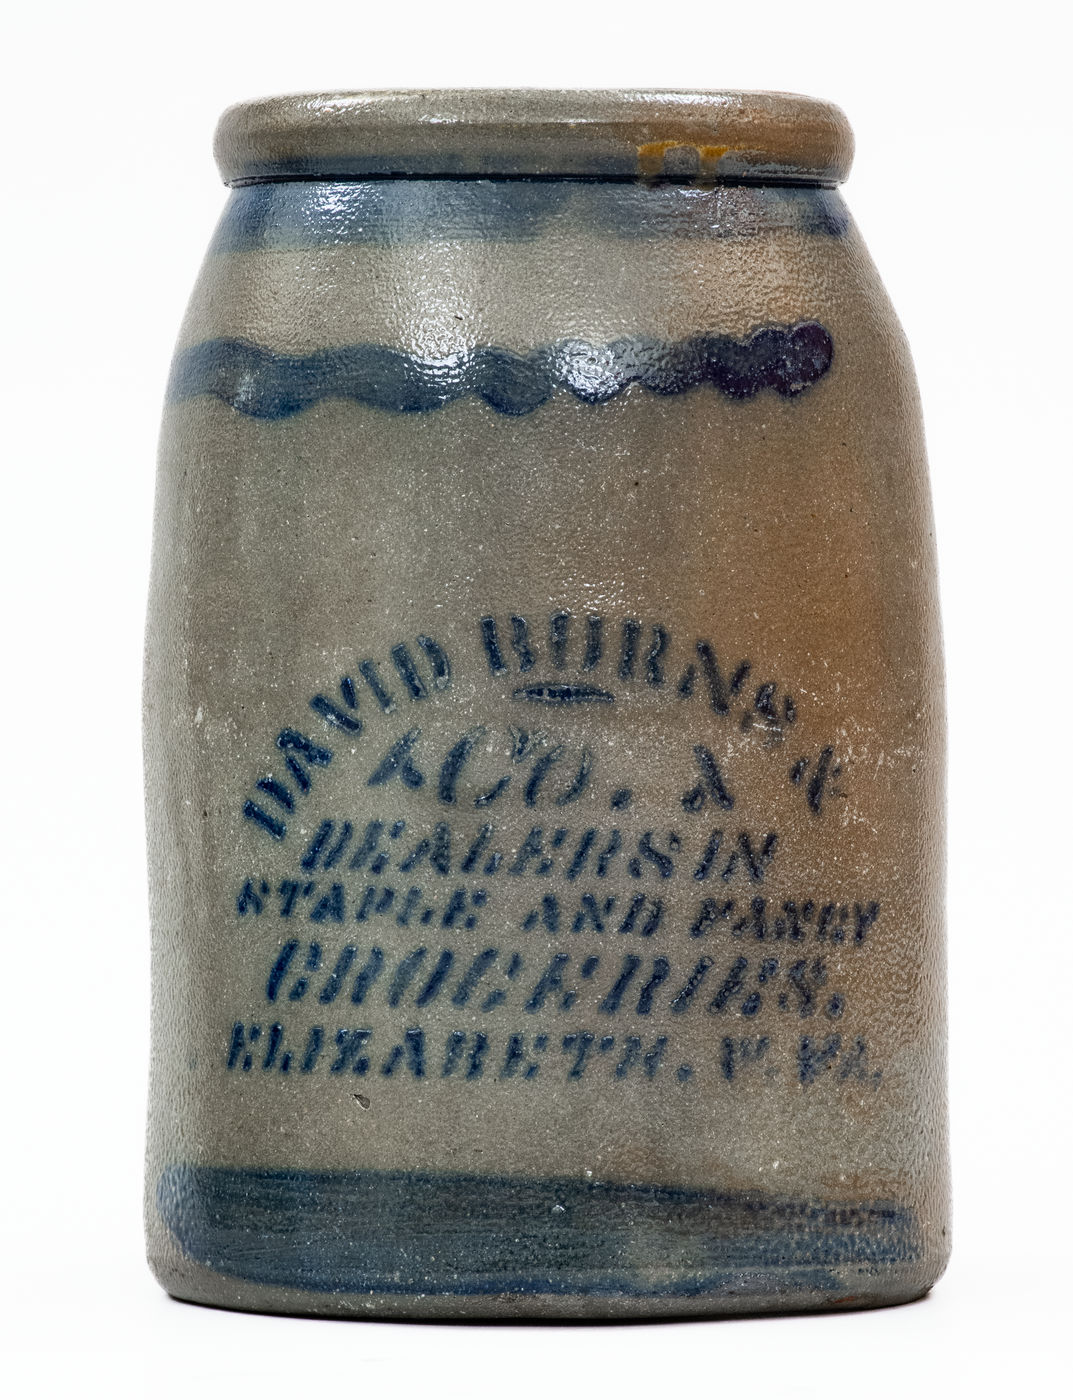 DAVID BURNS &
CO.
DEALERS IN
STAPLE AND FANCY
GROCERIES.
ELIZABETH. W. VA.